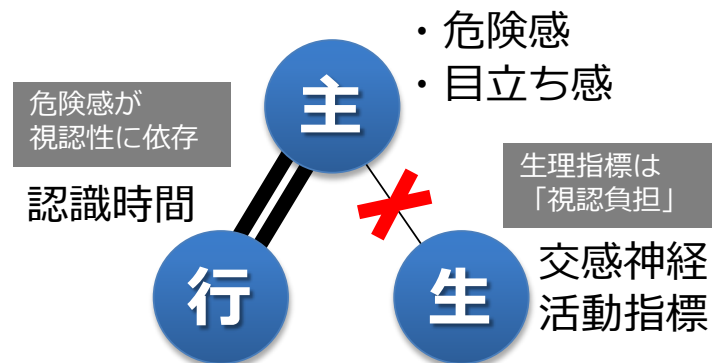 ・危険感
・目立ち感
主
危険感が
視認性に依存
認識時間
生理指標は
「視認負担」
行
生
交感神経
活動指標